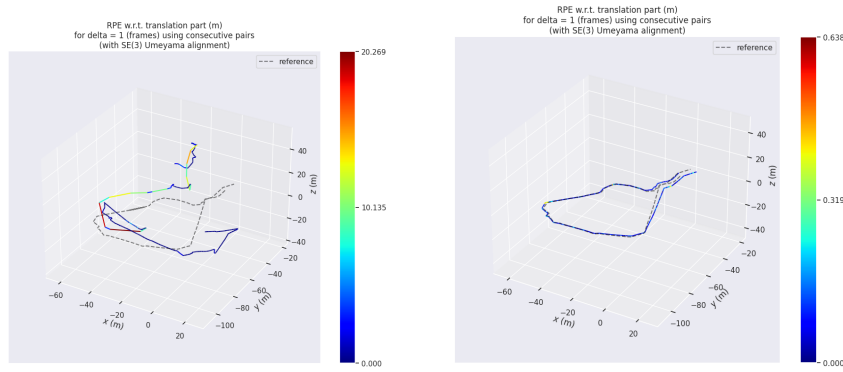 RPE w.r.t. translation part (m)
for delta = 1 (frames) using consecutive pairs
(with SE(3) Umeyama alignment)
reference
20.269
10.135
0.000
40
20
0
−20
−40
z (m)
−20
−40
−60
−80
−100
y (m)
−60
−40
−20
0
20
x (m)
RPE w.r.t. translation part (m)
for delta = 1 (frames) using consecutive pairs
(with SE(3) Umeyama alignment)
reference
0.638
0.319
0.000
40
20
0
−20
−40
z (m)
−20
−40
−60
−80
−100
y (m)
−60
−40
−20
0
20
x (m)